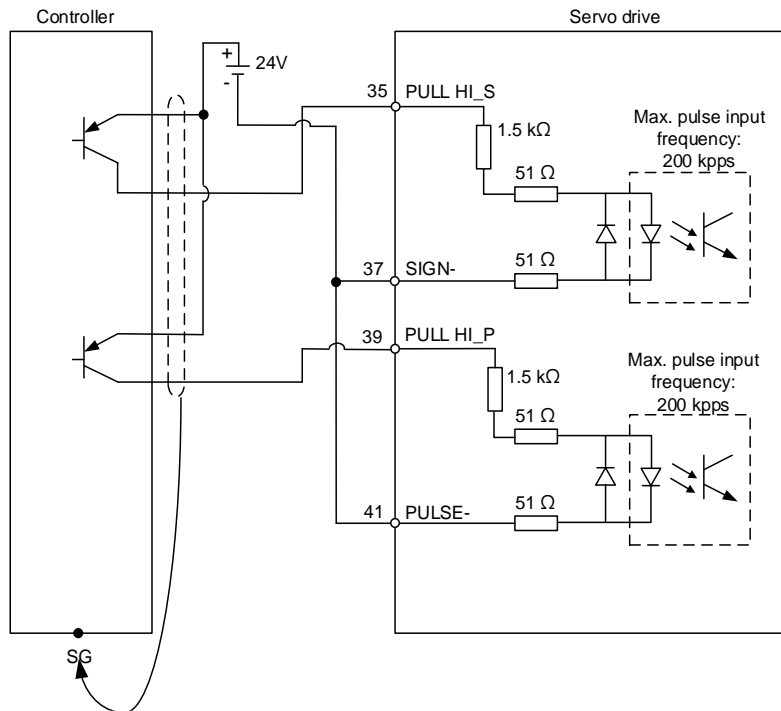 Controller
Servo drive
+
24V
-
35
PULL HI_S
1.5 kΩ
51 Ω
Max. pulse input
frequency:
200 kpps
51 Ω
37
SIGN-
39
PULL HI_P
1.5 kΩ
51 Ω
Max. pulse input
frequency:
200 kpps
51 Ω
41
PULSE-
SG